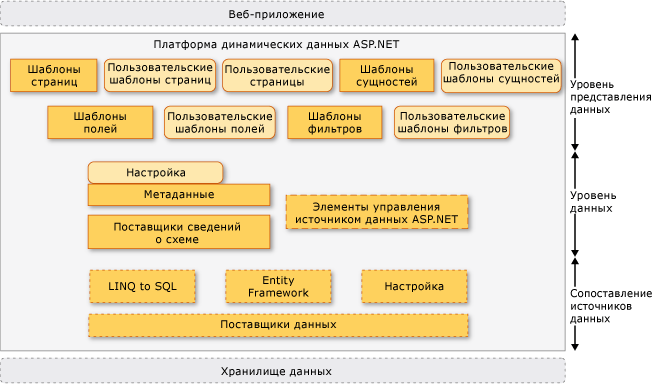 Веб-приложение
Платформа динамических данных ASP.NET
Шаблоны
страниц
Пользовательские
шаблоны страниц
Пользовательские
страницы
Шаблоны
сущностей
Пользовательские
шаблоны сущностей
Шаблоны
полей
Пользовательские
шаблоны полей
Шаблоны
фильтров
Пользовательские
шаблоны фильтров
Уровень
представления
данных
Настройка
Метаданные
Поставщики сведений
о схеме
Элементы управления
источником данных ASP.NET
Уровень
данных
LINQ to SQL
Entity
Framework
Настройка
Поставщики данных
Сопоставление
источников
данных
Хранилище данных